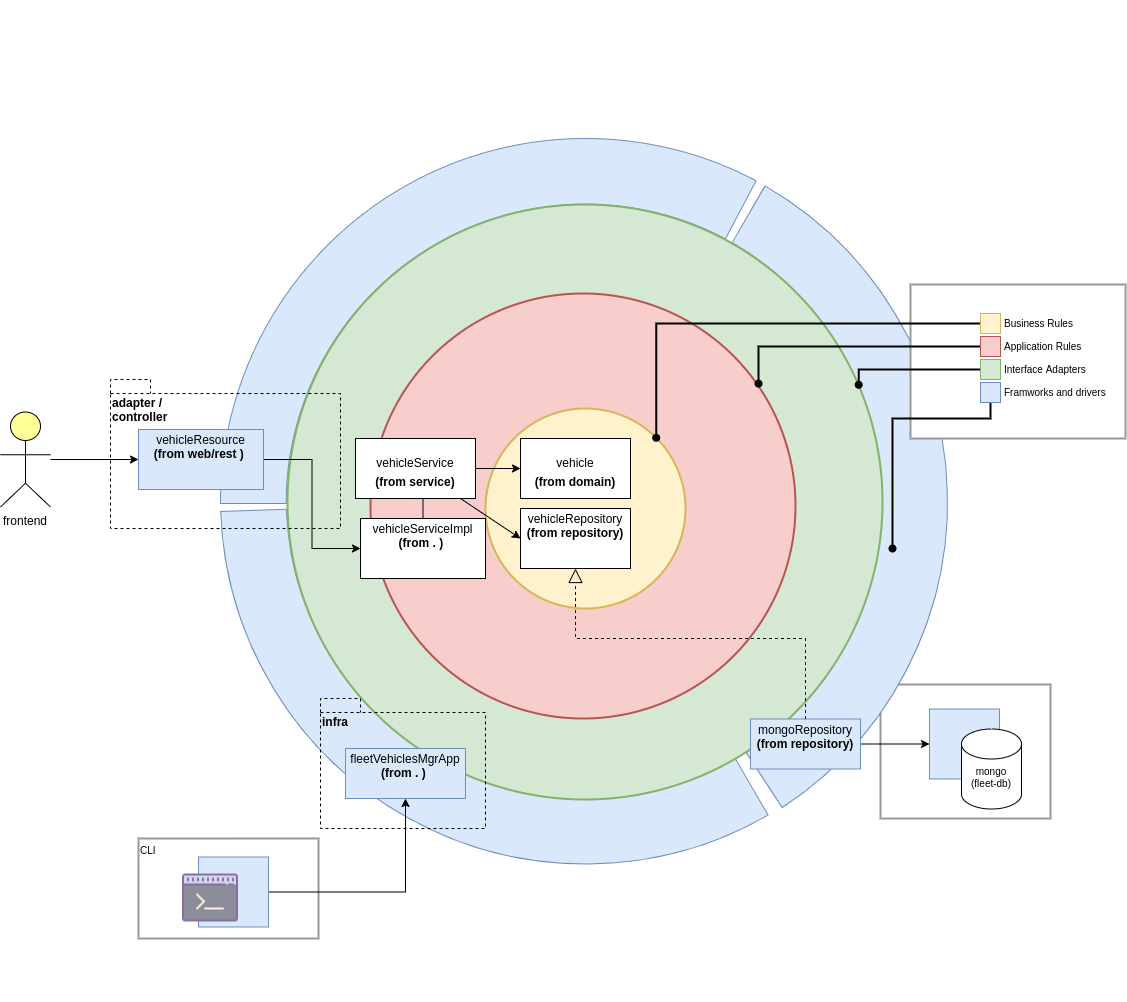 Business Rules
Application Rules
Interface Adapters
Framworks and drivers
adapter /
controller
vehicleResource
(from web/rest )
frontend
vehicleService
(from service)
vehicle
(from domain)
vehicleServiceImpl
(from . )
vehicleRepository
(from repository)
infra
fleetVehiclesMgrApp
(from . )
mongoRepository
(from repository)
mongo
(fleet-db)
CLI